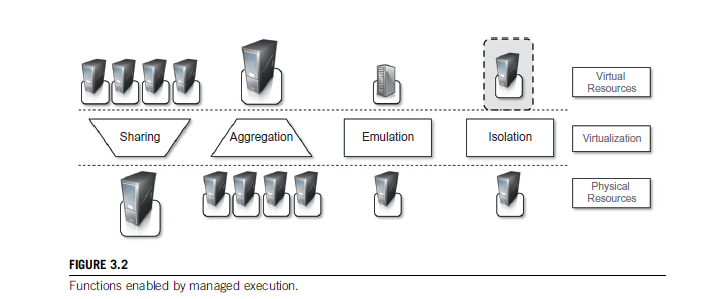 Virtual
Resources
Sharing
Aggregation
Emulation
Isolation
Virtualization
Physical
Resources
FIGURE 3.2
Functions enabled by managed execution.